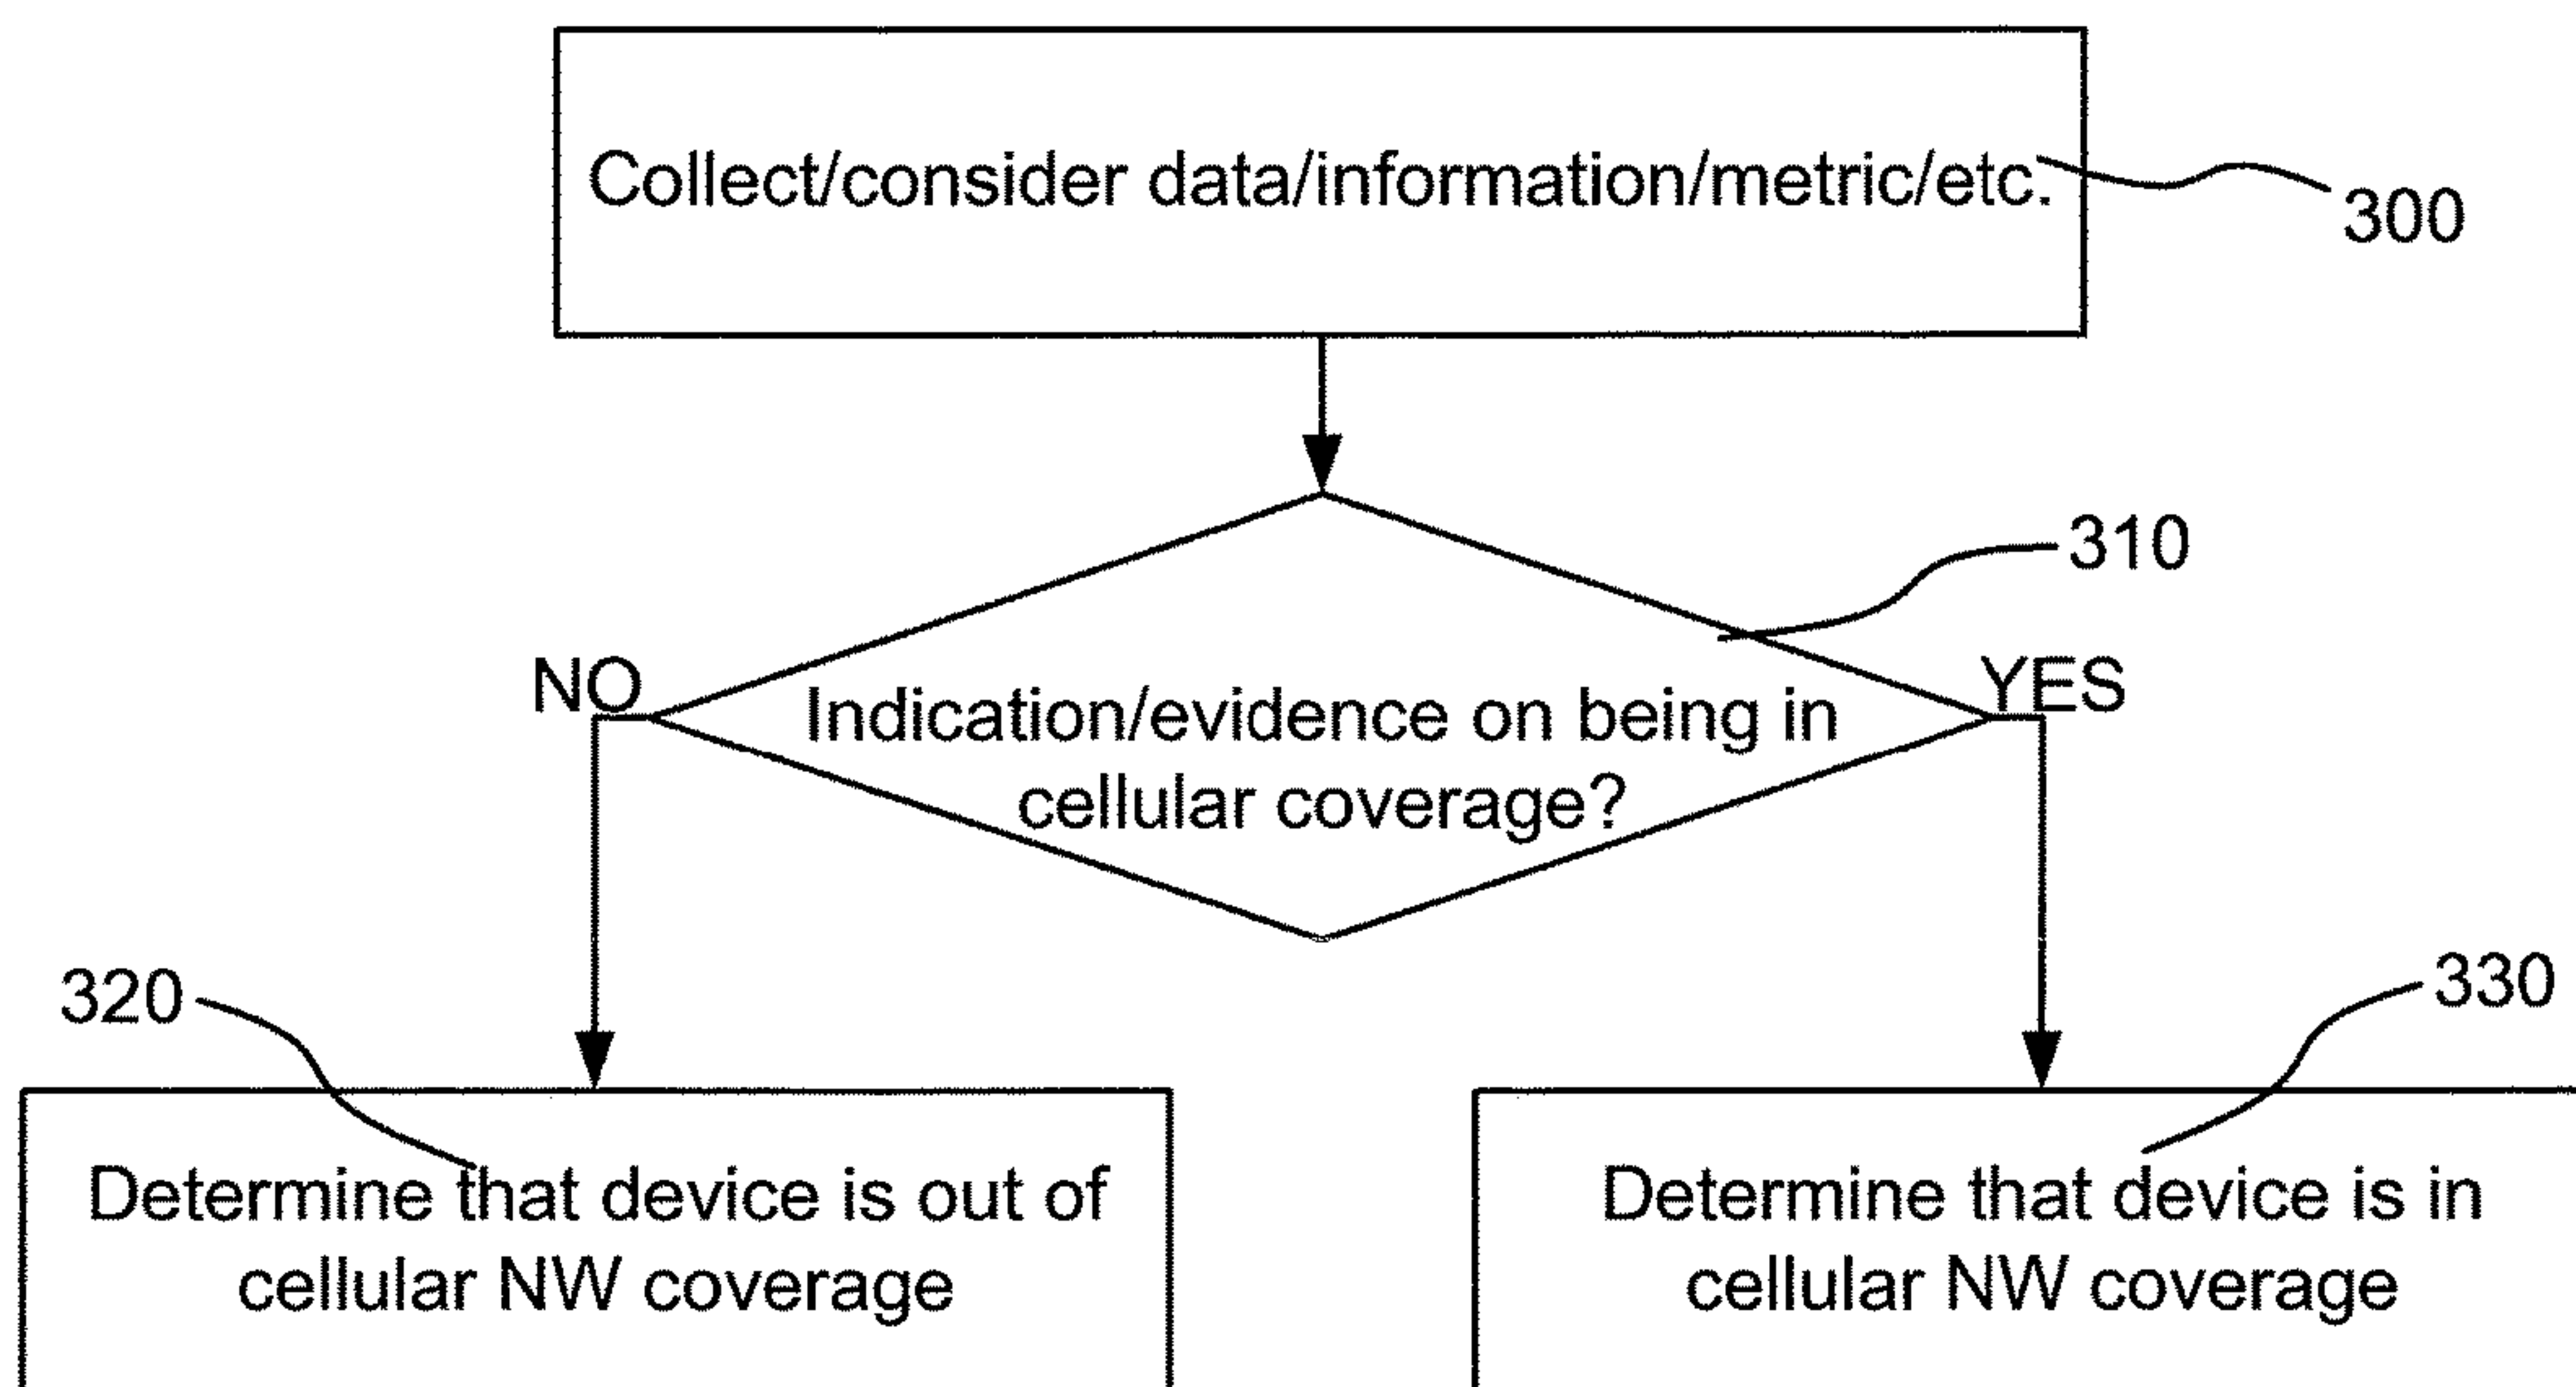 Collect/consider data/information/metric/etc.
300
310
NO
YES
Indication/evidence on being in
cellular coverage?
320
330
Determine that device is out of
cellular NW coverage
Determine that device is in
cellular NW coverage